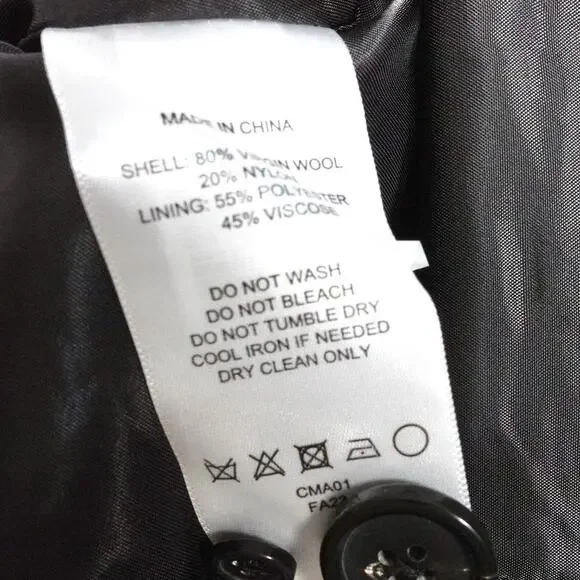 MADE IN CHINA
SHELL: 80% VIRGIN WOOL
20% NYLON
LINING: 55% POLYESTER
45% VISCOSE
DO NOT WASH
DO NOT BLEACH
DO NOT TUMBLE DRY
COOL IRON IF NEEDED
DRY CLEAN ONLY
CMA01